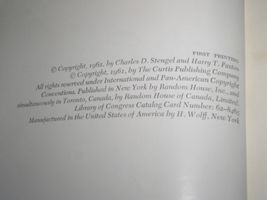 FIRST PRINTING
© Copyright, 1962, by Charles D. Stengel and Harry T. Paxton
© Copyright, 1961, by The Curtis Publishing Company
All rights reserved under International and Pan-American Copyright
Conventions. Published in New York by Random House, Inc., and
simultaneously in Toronto, Canada, by Random House of Canada, Limited.
Library of Congress Catalog Card Number:
Manufactured in the United States of America by H. Wolff, New York